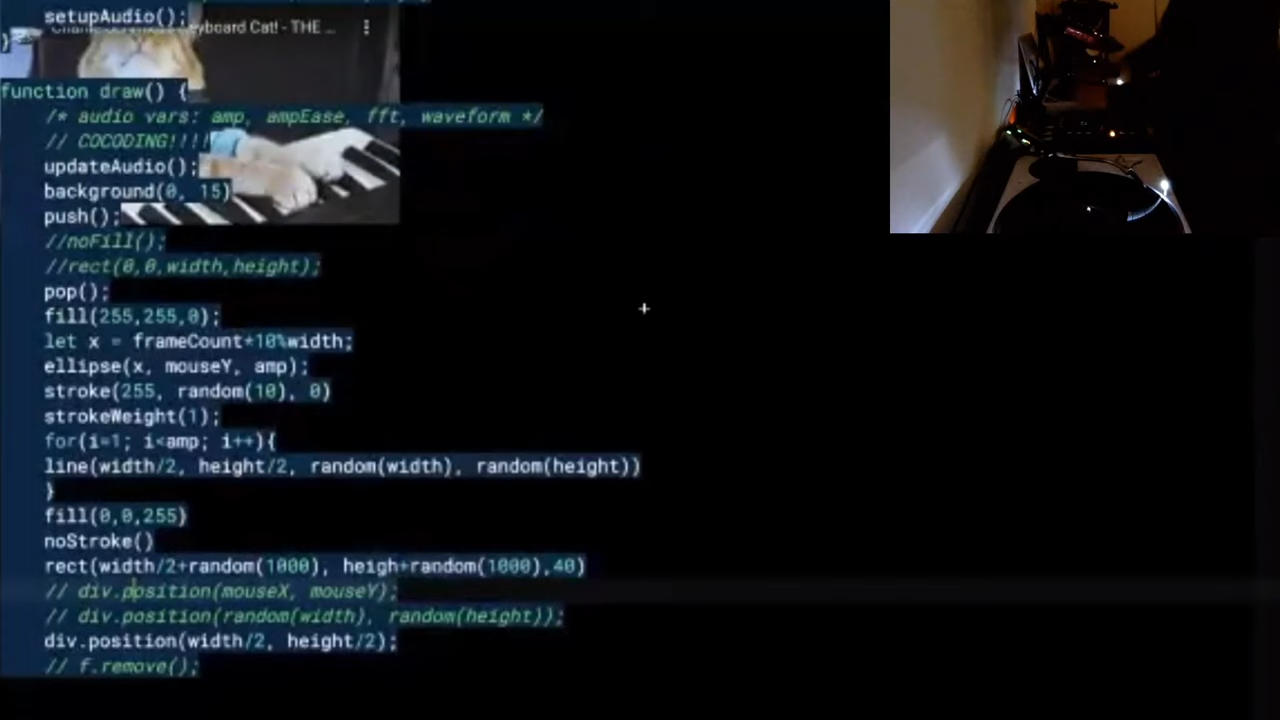 setupAudio();
}
Keyboard Cat! - THE ...
function draw() {
/* audio vars: amp, ampEase, fft, waveform */
// COCODING!!!!
updateAudio();
background(0, 15)
push();
//noFill();
//rect(0,0,width,height);
pop();
fill(255,255,0);
let x = frameCount*10%width;
ellipse(x, mouseY, amp);
stroke(255, random(10), 0)
strokeWeight(1);
for(i=1; i<amp; i++){
line(width/2, height/2, random(width), random(height))
}
fill(0,0,255)
noStroke()
rect(width/2+random(1000), heigh+random(1000),40)
// div.position(mouseX, mouseY);
// div.position(random(width), random(height));
div.position(width/2, height/2);
// f.remove();